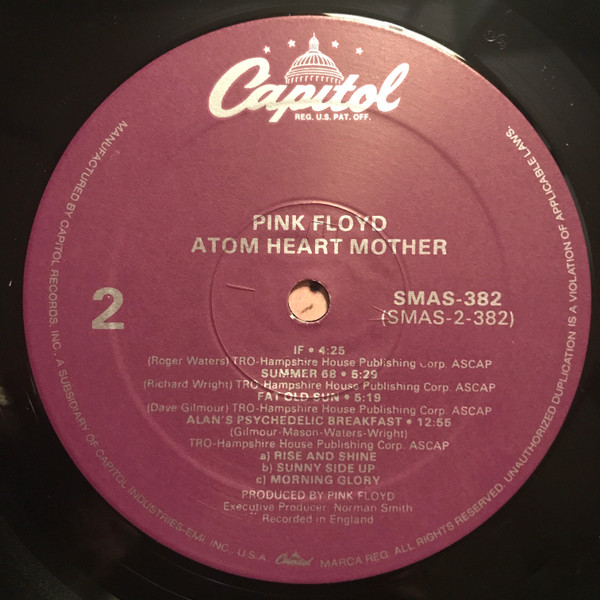 Capitol
REG. U.S. PAT. OFF.
PINK FLOYD
ATOM HEART MOTHER
2
SMAS-382
(SMAS-2-382)
IF • 4:25
(Roger Waters) TRO-Hampshire House Publishing Corp. ASCAP
SUMMER 68 • 5:29
(Richard Wright) TRO-Hampshire House Publishing Corp. ASCAP
FAT OLD SUN • 5:19
(Dave Gilmour) TRO-Hampshire House Publishing Corp. ASCAP
ALAN'S PSYCHEDELIC BREAKFAST • 12:55
(Gilmour-Mason-Waters-Wright)
TRO-Hampshire House Publishing Corp. ASCAP
a) RISE AND SHINE
b) SUNNY SIDE UP
c) MORNING GLORY
PRODUCED BY PINK FLOYD
Executive Producer: Norman Smith
Recorded in England
MANUFACTURED BY CAPITOL RECORDS, INC. A SUBSIDIARY OF CAPITOL INDUSTRIES-EMI, INC., U.S.A. Capitol MARCA REG. ALL RIGHTS RESERVED. UNAUTHORIZED DUPLICATION IS A VIOLATION OF APPLICABLE LAWS.